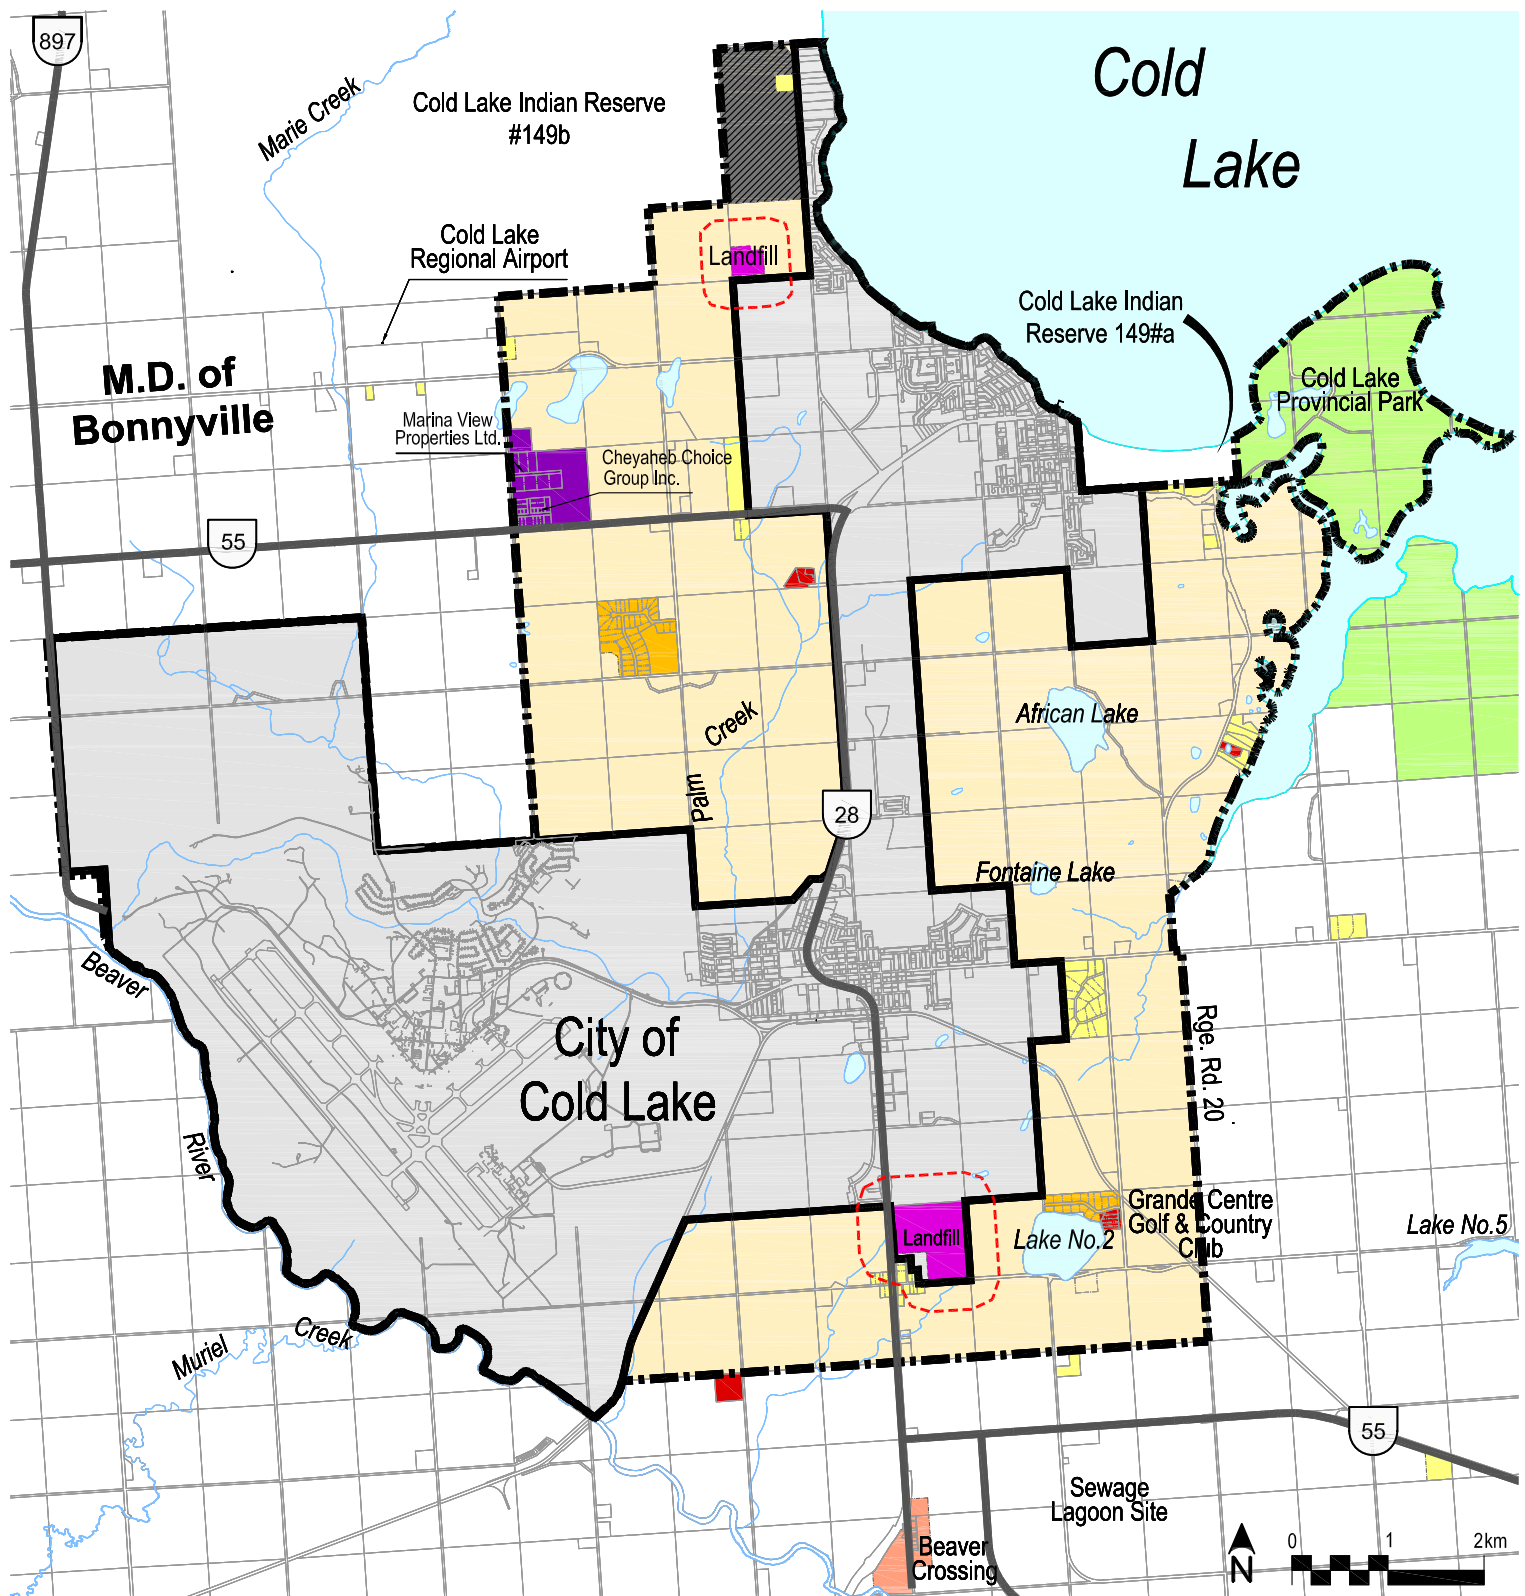 897
Cold
Lake
Marie Creek
Cold Lake Indian Reserve
#149b
Cold Lake
Regional Airport
Landfill
Cold Lake Indian
Reserve 149#a
M.D. of
Bonnyville
Cold Lake
Provincial Park
Marina View
Properties Ltd.
Cheyaheb Choice
Group Inc.
55
African Lake
Creek
Palm
28
Fontaine Lake
Beaver
City of
Cold Lake
Rge. Rd. 20
River
Grande Centre
Golf & Country
Club
Landfill
Lake No.2
Lake No.5
Muriel
Creek
55
Sewage
Lagoon Site
Beaver
Crossing
N
0 1 2km